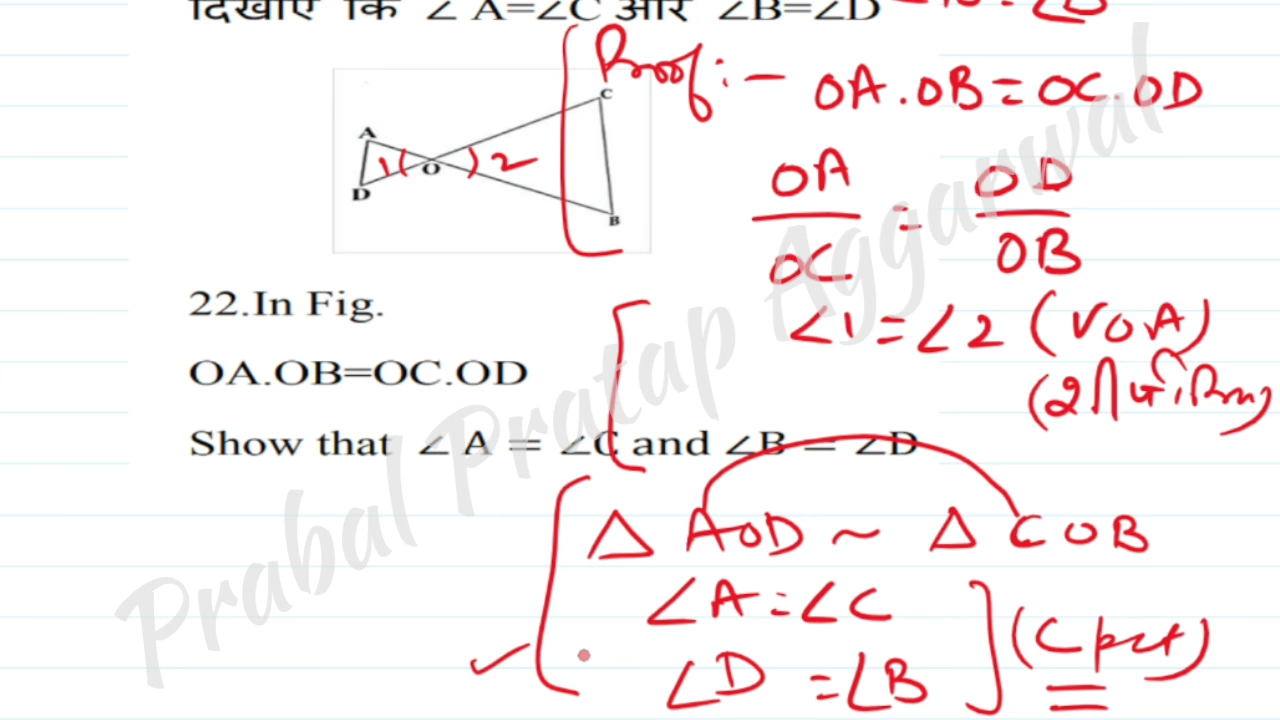 दिखाए कि ∠ A=∠C और ∠B=∠D
Proof:- OA.OB=OC.OD
OA/OC = OD/OB
C
A
1 O 2
D
B
∠1=∠2 (VOA)
22.In Fig.
OA.OB=OC.OD
Show that ∠ A = ∠C and ∠B = ∠D
Δ AOD ~ Δ COB
∠A=∠C
∠D=∠B (Cpct)
Prabal Pratap Aggarwal